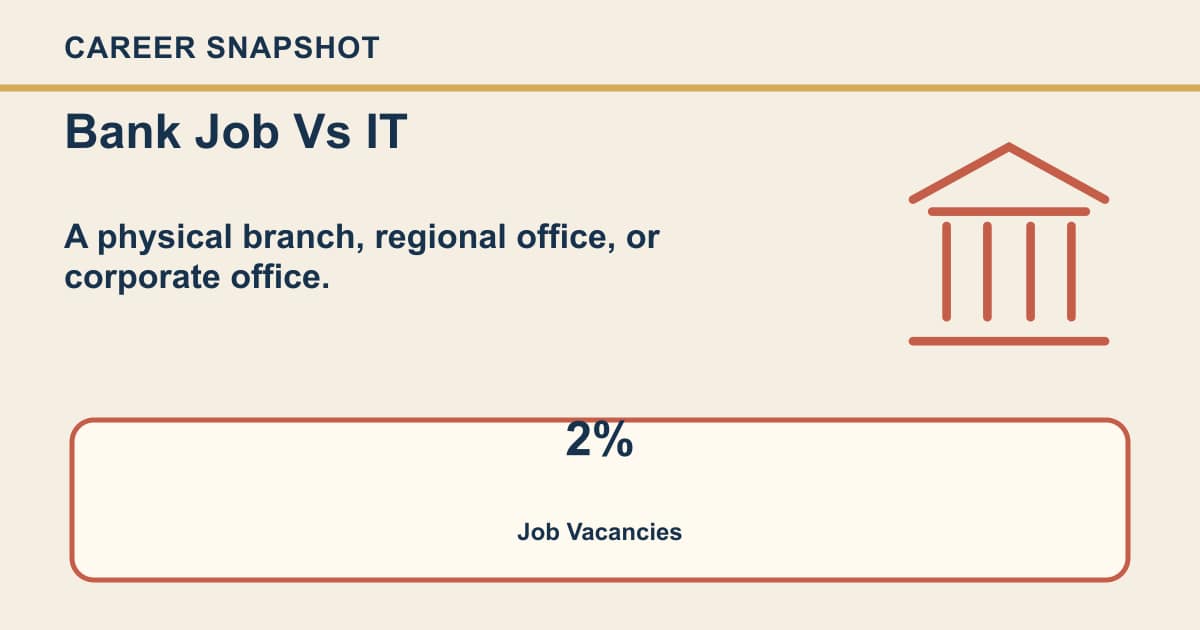 CAREER SNAPSHOT
Bank Job Vs IT
A physical branch, regional office, or
corporate office.
2%
Job Vacancies